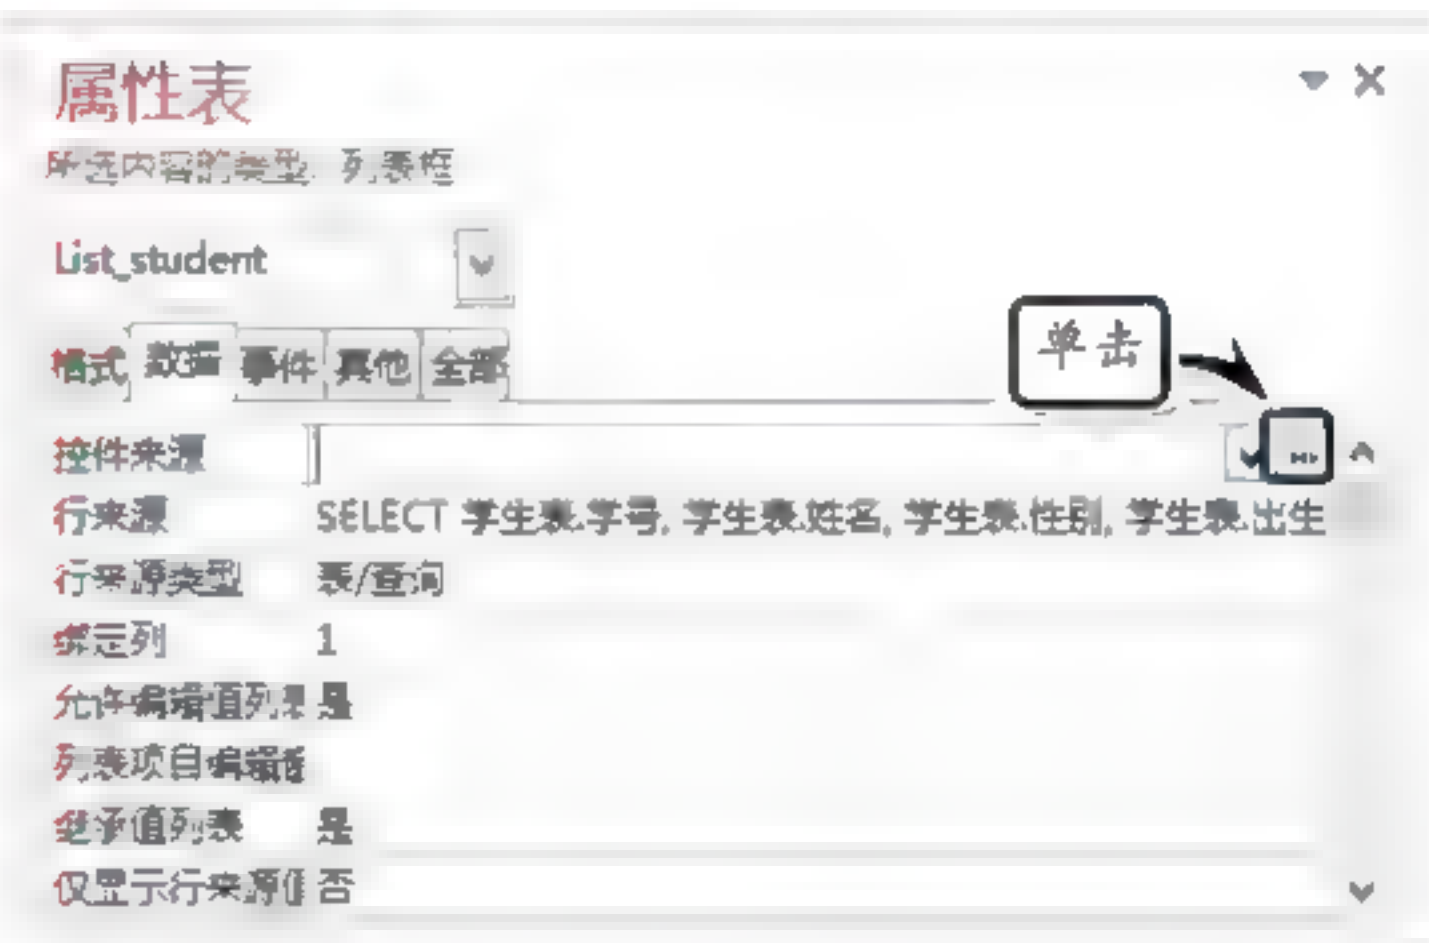 属性表
所选内容的类型: 列表框
List_student
格式 数据 事件 其他 全部
单击
控件来源
行来源 SELECT 学生表.学号, 学生表.姓名, 学生表.性别, 学生表.出生
行来源类型 表/查询
绑定列 1
允许编辑值列表 是
列表项目编辑窗
继承值列表 是
仅显示行来源值 否